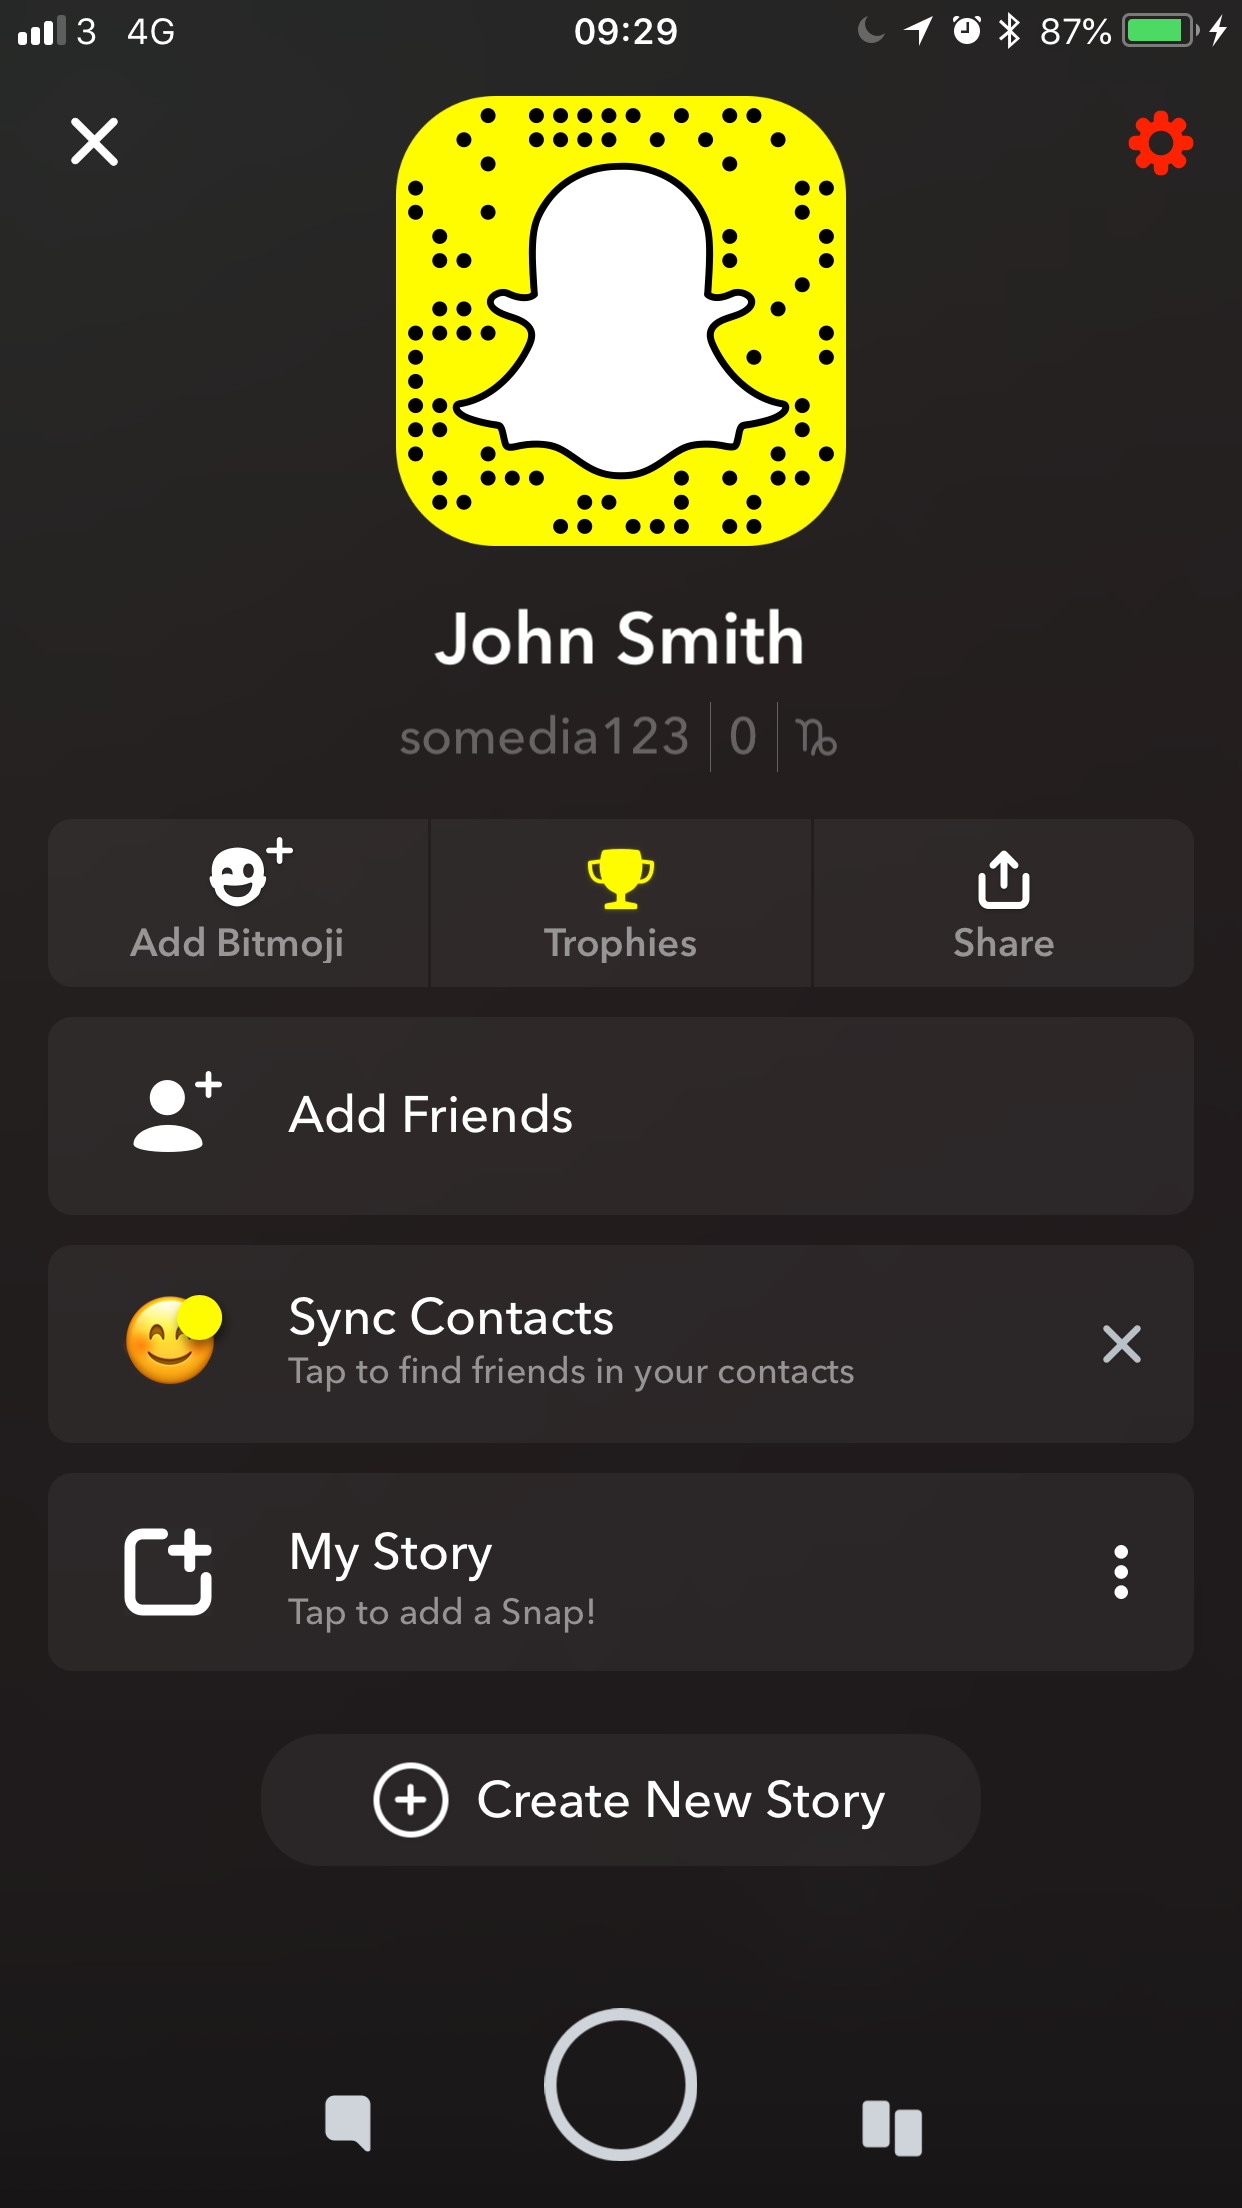 3 4G 09:29 87%
John Smith
somedia123 0 ♑︎
Add Bitmoji Trophies Share
Add Friends
Sync Contacts
Tap to find friends in your contacts
My Story
Tap to add a Snap!
Create New Story